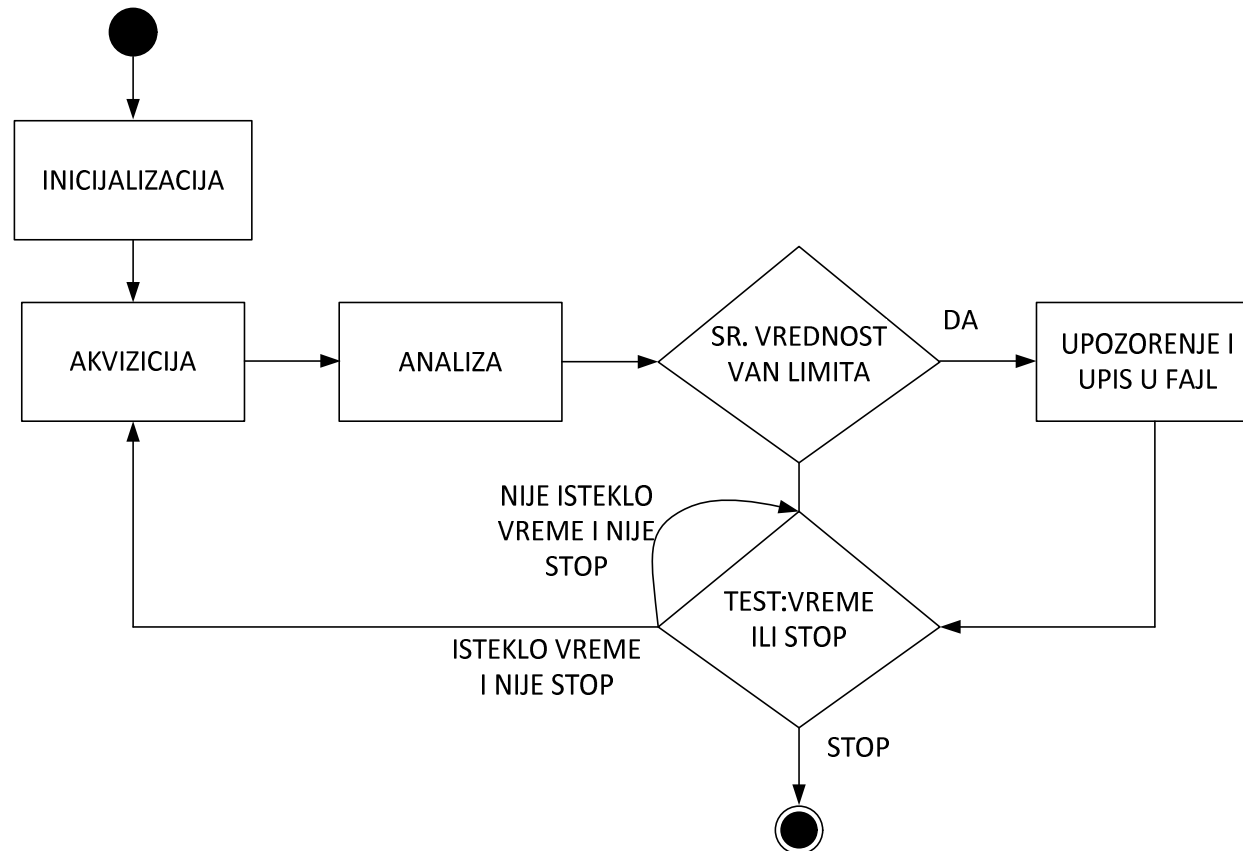 INICIJALIZACIJA
AKVIZICIJA
ANALIZA
SR. VREDNOST
VAN LIMITA
DA
UPOZORENJE I
UPIS U FAJL
NIJE ISTEKLO
VREME I NIJE
STOP
TEST:VREME
ILI STOP
ISTEKLO VREME
I NIJE STOP
STOP